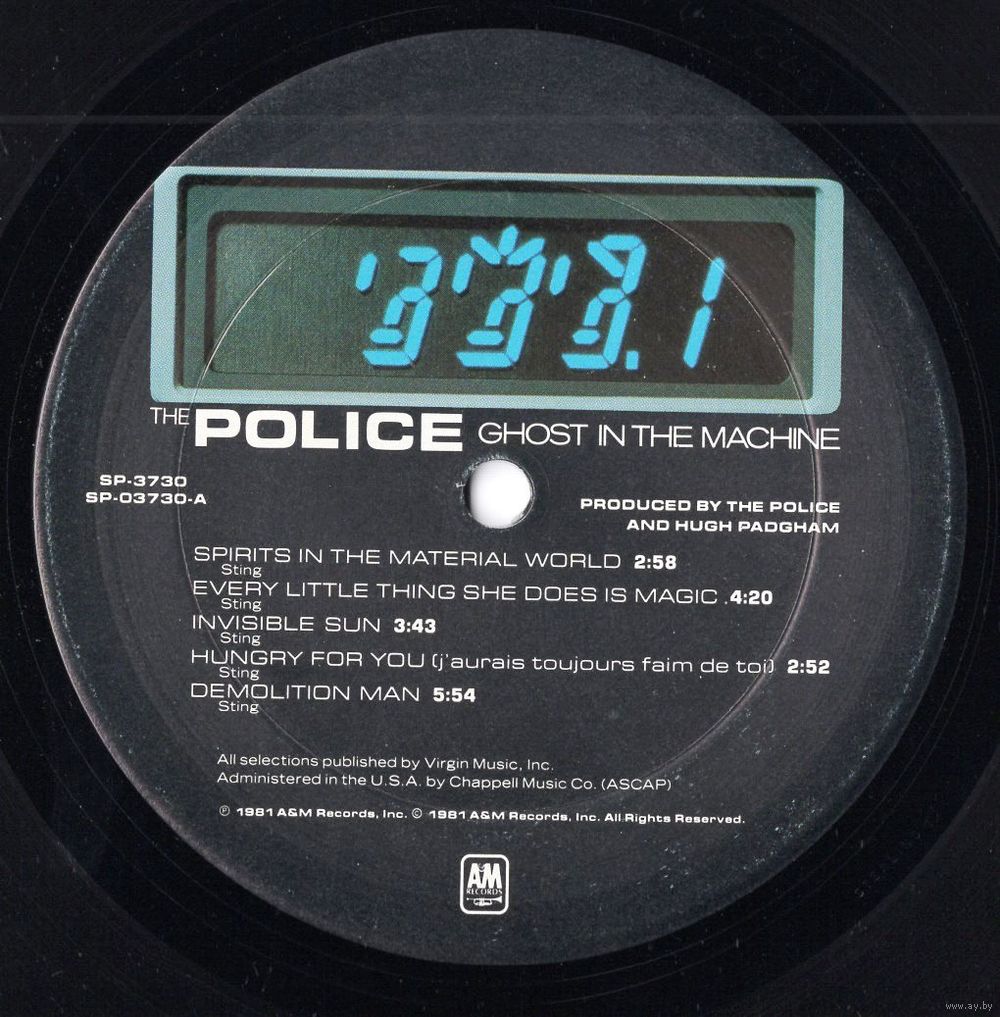 THE POLICE GHOST IN THE MACHINE
SP-3730
SP-03730-A
PRODUCED BY THE POLICE
AND HUGH PADGHAM
SPIRITS IN THE MATERIAL WORLD 2:58
Sting
EVERY LITTLE THING SHE DOES IS MAGIC .4:20
Sting
INVISIBLE SUN 3:43
Sting
HUNGRY FOR YOU (j'aurais toujours faim de toi) 2:52
Sting
DEMOLITION MAN 5:54
Sting
All selections published by Virgin Music, Inc.
Administered in the U.S.A. by Chappell Music Co. (ASCAP)
℗ 1981 A&M Records, Inc. © 1981 A&M Records, Inc. All Rights Reserved.
A&M
RECORDS
www.ay.by